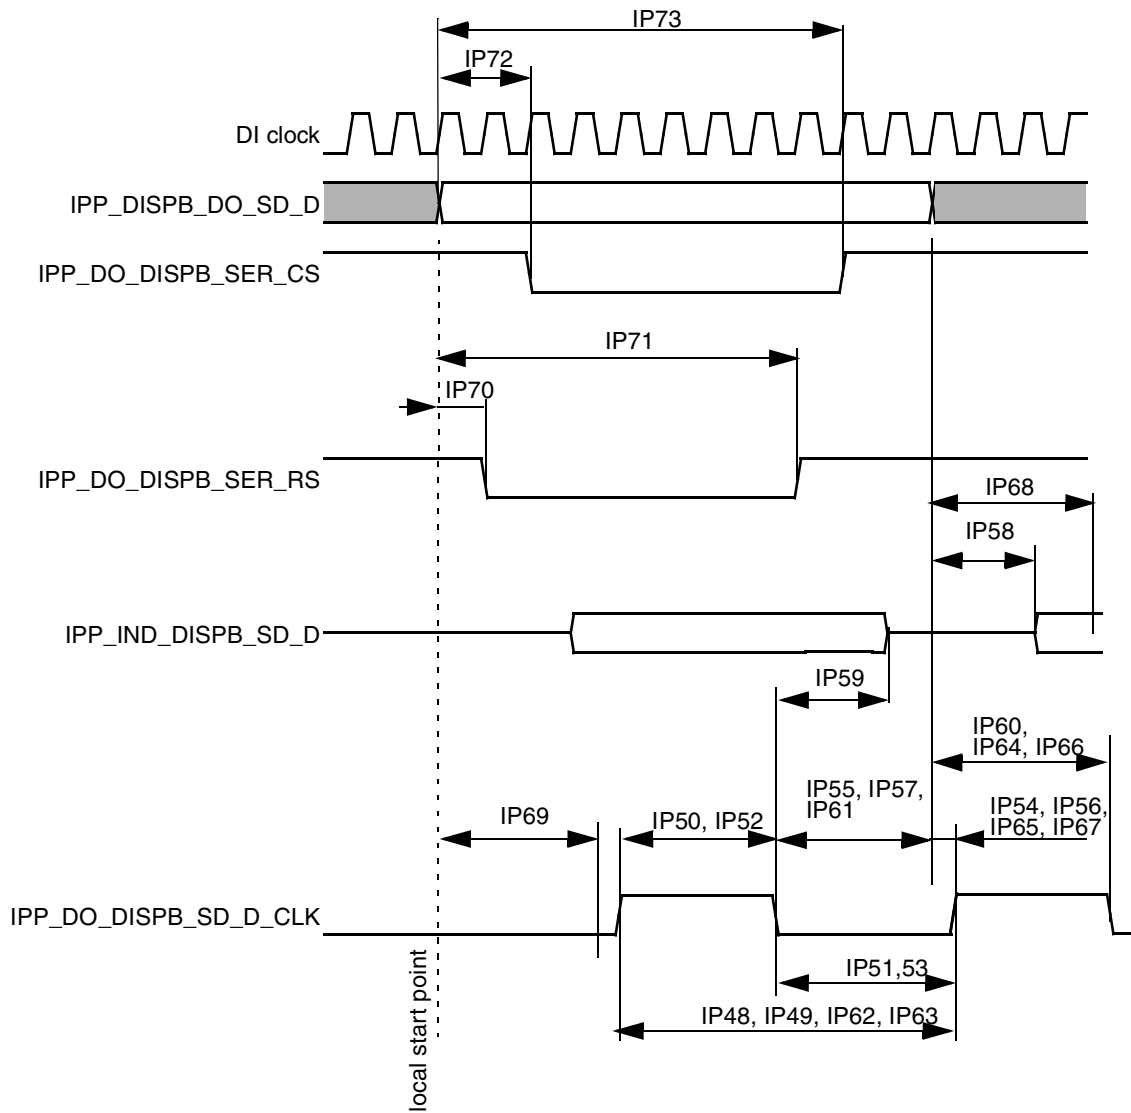 IP73
IP72
DI clock
IPP_DISPB_DO_SD_D
IPP_DO_DISPB_SER_CS
IP71
IP70
IPP_DO_DISPB_SER_RS
IP68
IP58
IPP_IND_DISPB_SD_D
IP59
IP60,
IP64, IP66
IP55, IP57,
IP61
IP54, IP56,
IP65, IP67
IP69
IP50, IP52
IPP_DO_DISPB_SD_D_CLK
IP51,53
IP48, IP49, IP62, IP63
local start point